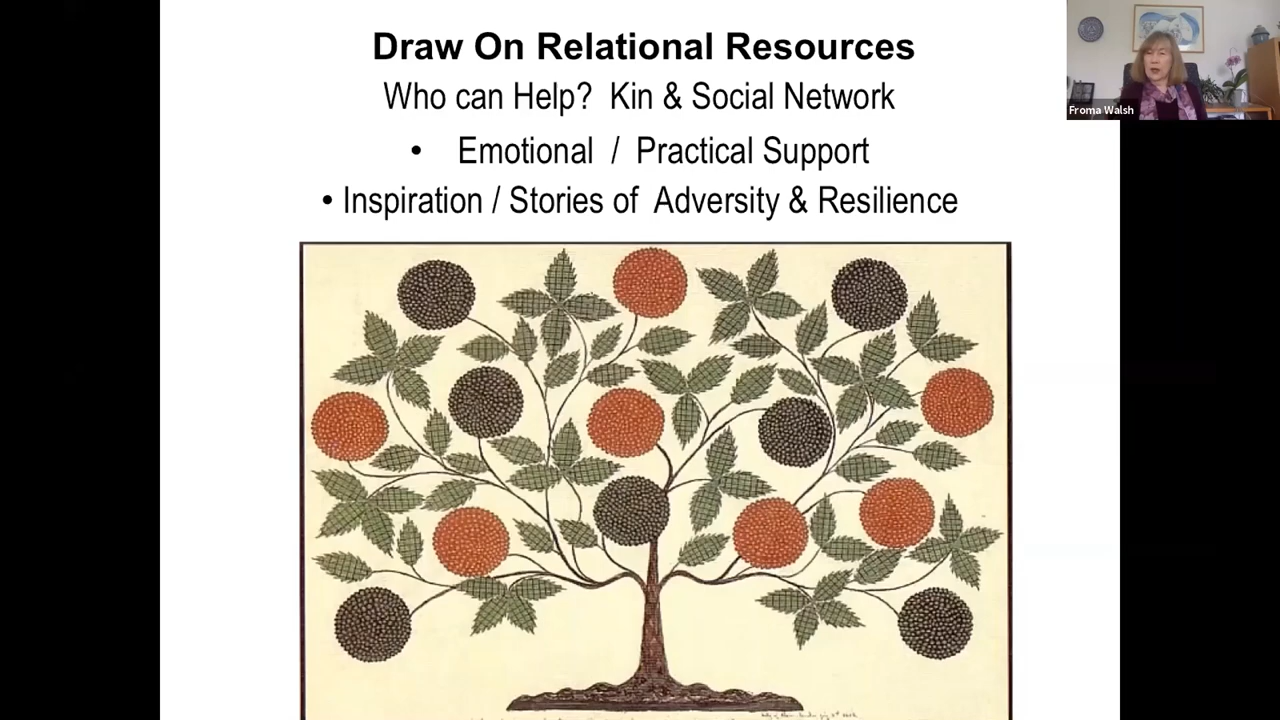 Draw On Relational Resources
Who can Help? Kin & Social Network
• Emotional / Practical Support
• Inspiration / Stories of Adversity & Resilience
Froma Walsh